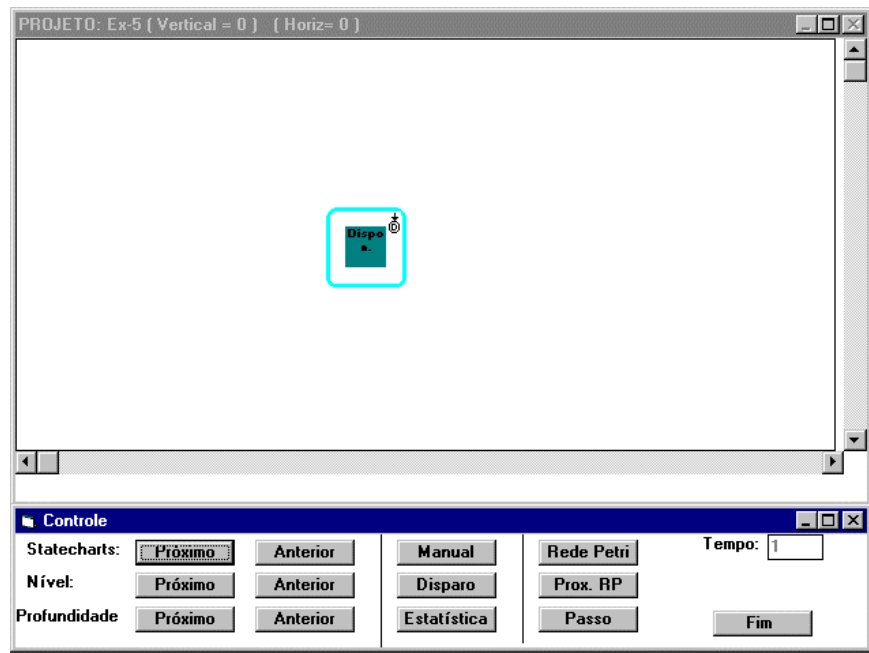 PROJETO: Ex-5 ( Vertical = 0 ) ( Horiz= 0 )
Dispo
n.
D
Controle
Statecharts: Próximo Anterior Manual Rede Petri Tempo: 1
Nível: Próximo Anterior Disparo Prox. RP
Profundidade Próximo Anterior Estatística Passo Fim